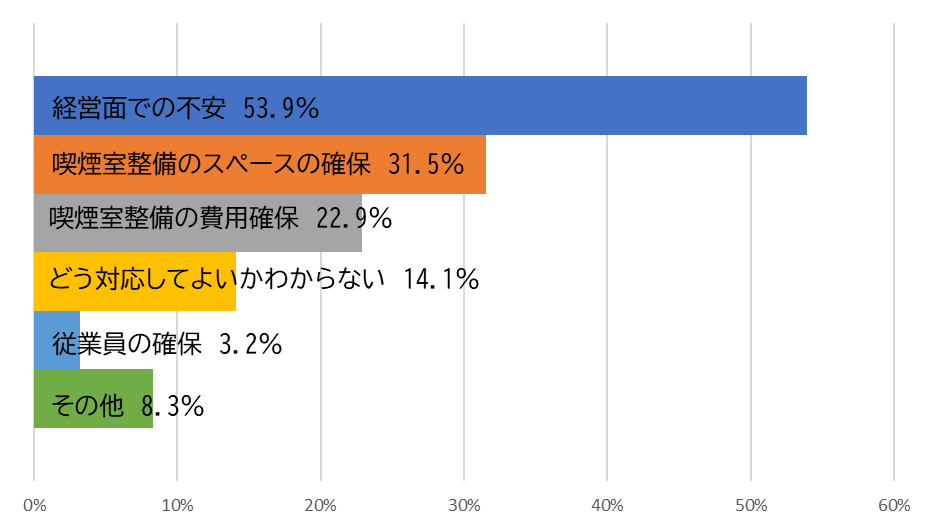 経営面での不安 53.9%
喫煙室整備のスペースの確保 31.5%
喫煙室整備の費用確保 22.9%
どう対応してよいかわからない 14.1%
従業員の確保 3.2%
その他 8.3%
0% 10% 20% 30% 40% 50% 60%